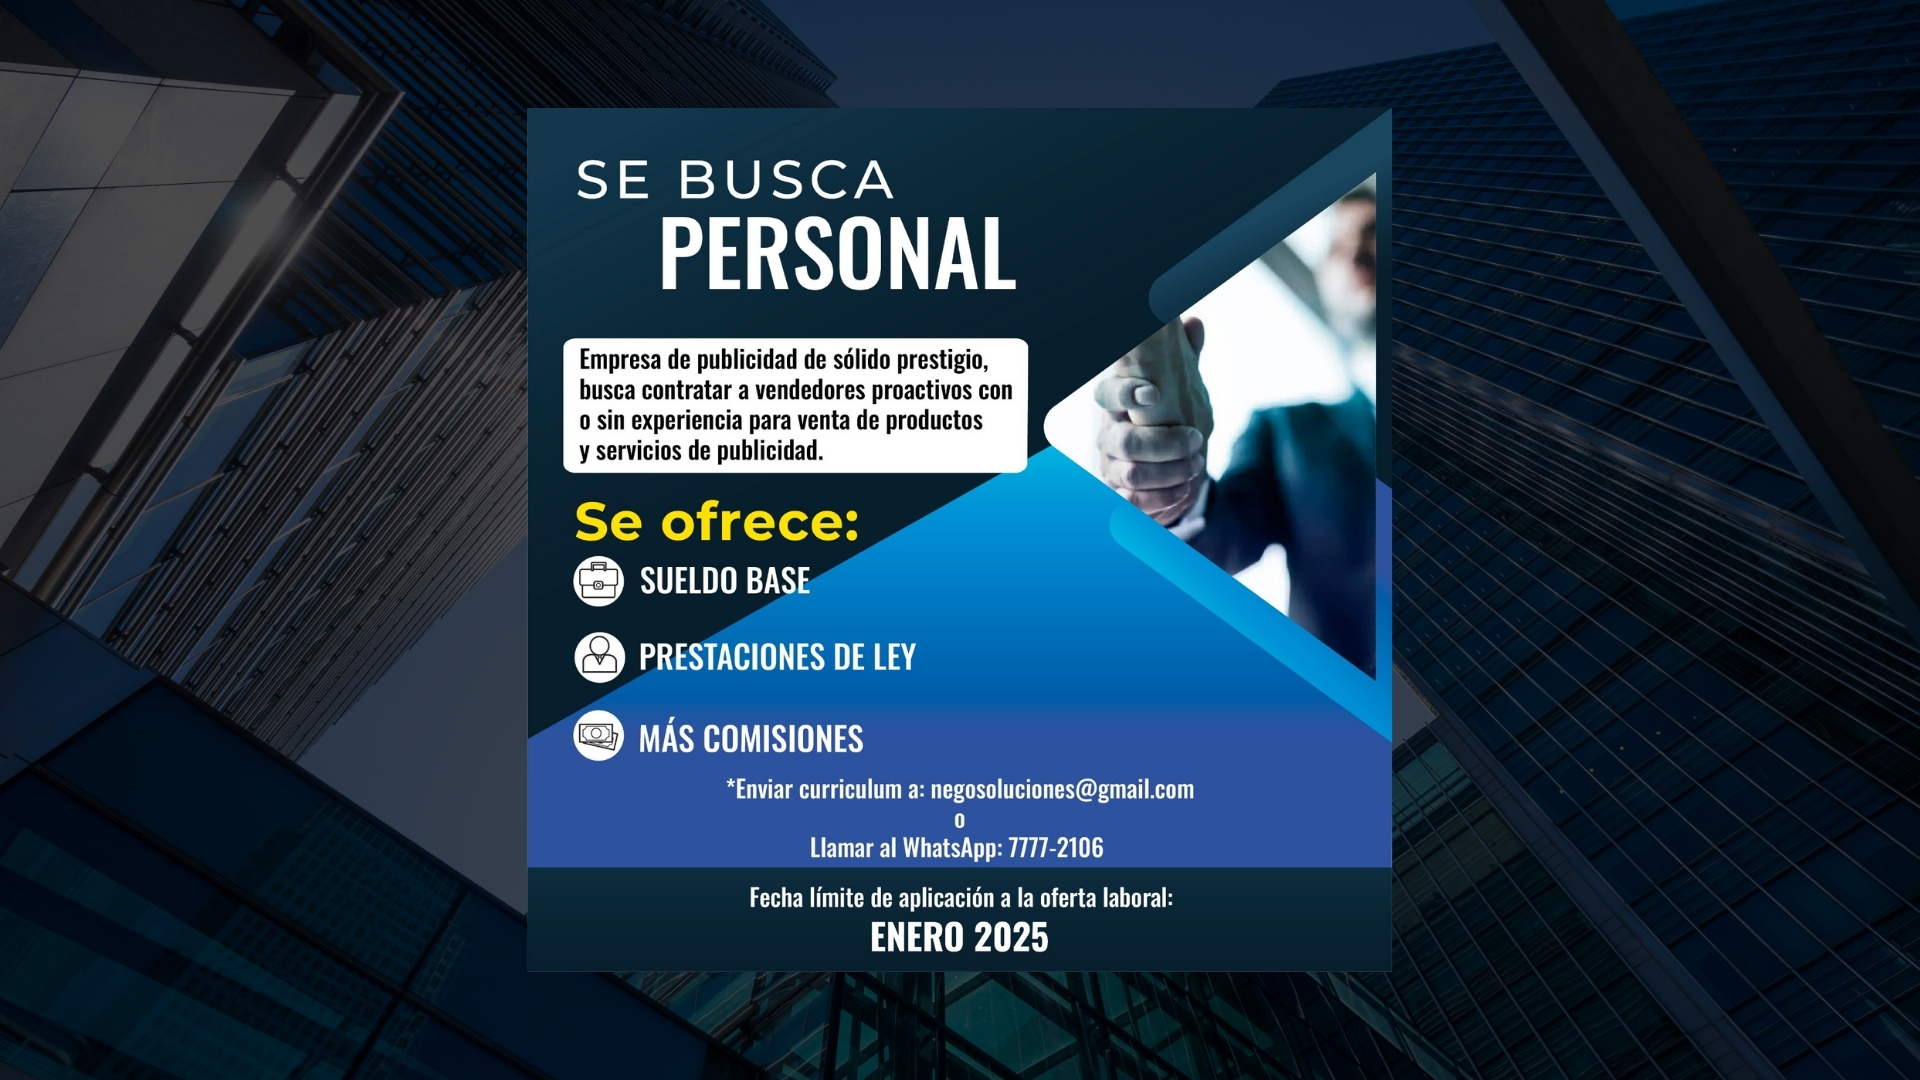 SE BUSCA
PERSONAL
Empresa de publicidad de sólido prestigio,
busca contratar a vendedores proactivos con
o sin experiencia para venta de productos
y servicios de publicidad.
Se ofrece:
SUELDO BASE
PRESTACIONES DE LEY
MÁS COMISIONES
*Enviar curriculum a: negosoluciones@gmail.com
o
Llamar al WhatsApp: 7777-2106
Fecha límite de aplicación a la oferta laboral:
ENERO 2025